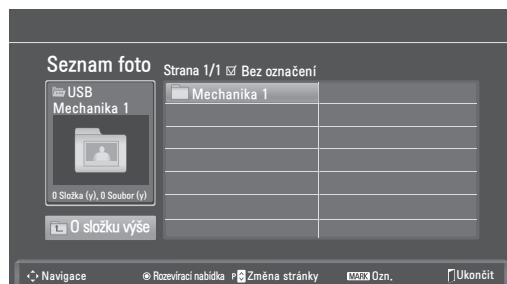 Seznam foto
Strana 1/1 Bez označení
USB
Mechanika 1
Mechanika 1
0 Složka (y), 0 Soubor (y)
O složku výše
Navigace
Rozevírací nabídka
P Změna stránky
MARK Ozn.
Ukončit